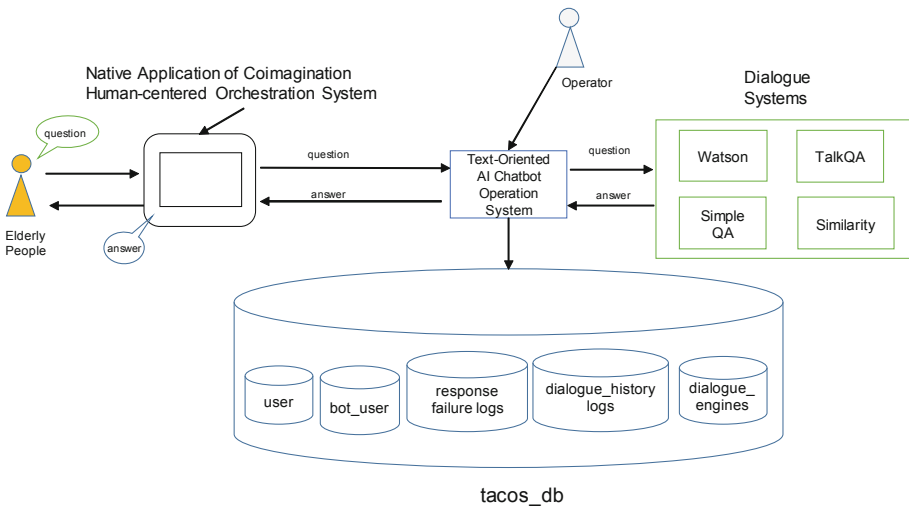 Native Application of Coimagination
Human-centered Orchestration System
Operator
Dialogue
Systems
question
question
answer
Text-Oriented
AI Chatbot
Operation
System
question
answer
Watson
TalkQA
Simple
QA
Similarity
answer
Elderly
People
user
bot_user
response
failure logs
dialogue_history
logs
dialogue_
engines
tacos_db